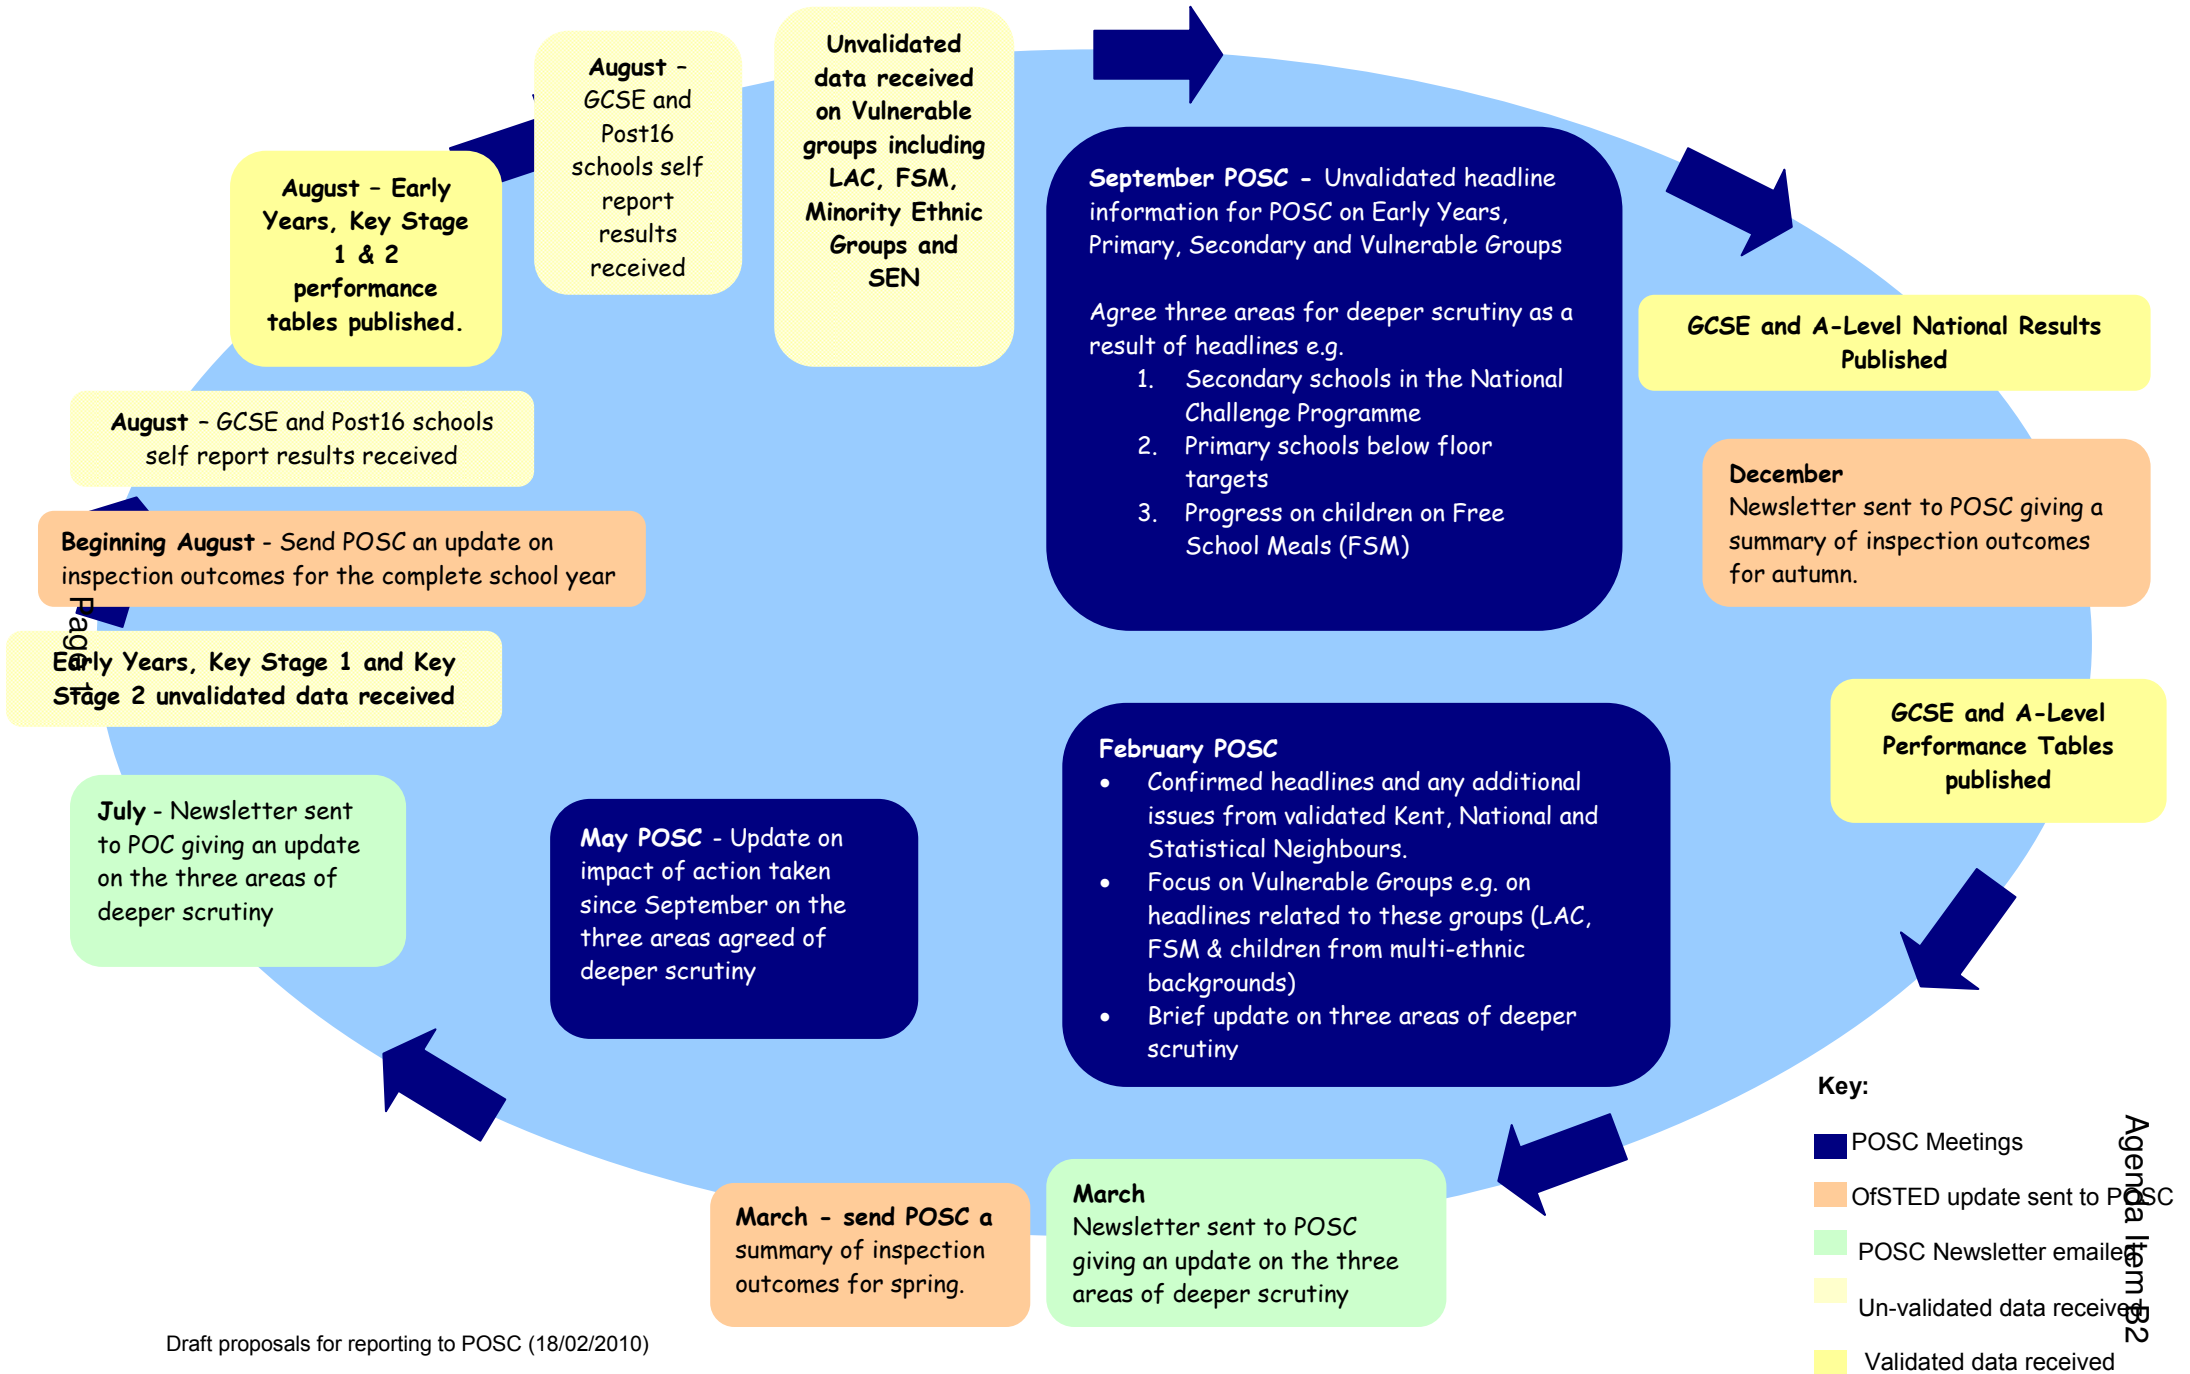 August –
GCSE and
Post16
schools self
report
results
received
Unvalidated
data received
on Vulnerable
groups including
LAC, FSM,
Minority Ethnic
Groups and
SEN
August – Early
Years, Key Stage
1 & 2
performance
tables published.
September POSC - Unvalidated headline
information for POSC on Early Years,
Primary, Secondary and Vulnerable Groups
Agree three areas for deeper scrutiny as a
result of headlines e.g.
1. Secondary schools in the National
Challenge Programme
2. Primary schools below floor
targets
3. Progress on children on Free
School Meals (FSM)
GCSE and A-Level National Results
Published
August – GCSE and Post16 schools
self report results received
December
Newsletter sent to POSC giving a
summary of inspection outcomes
for autumn.
Beginning August - Send POSC an update on
inspection outcomes for the complete school year
Page 1
Early Years, Key Stage 1 and Key
Stage 2 unvalidated data received
GCSE and A-Level
Performance Tables
published
February POSC
• Confirmed headlines and any additional
issues from validated Kent, National and
Statistical Neighbours.
• Focus on Vulnerable Groups e.g. on
headlines related to these groups (LAC,
FSM & children from multi-ethnic
backgrounds)
• Brief update on three areas of deeper
scrutiny
July - Newsletter sent
to POC giving an update
on the three areas of
deeper scrutiny
May POSC - Update on
impact of action taken
since September on the
three areas agreed of
deeper scrutiny
March - send POSC a
summary of inspection
outcomes for spring.
March
Newsletter sent to POSC
giving an update on the three
areas of deeper scrutiny
Key:
POSC Meetings
OfSTED update sent to POSC
POSC Newsletter emailed
Un-validated data received
Validated data received
Agenda Item B2
Draft proposals for reporting to POSC (18/02/2010)